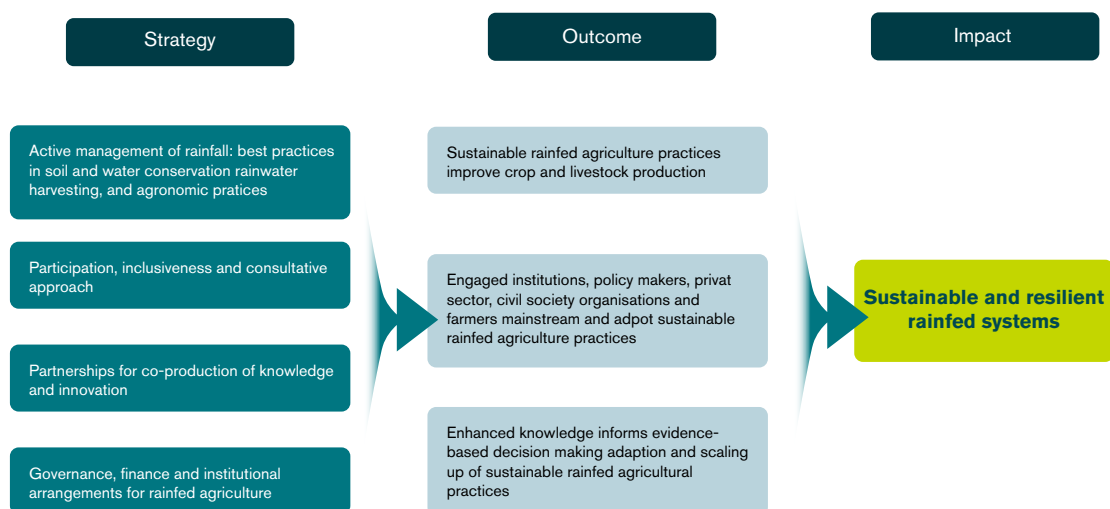 Strategy
Outcome
Impact
Active management of rainfall: best practices
in soil and water conservation rainwater
harvesting, and agronomic pratices
Participation, inclusiveness and consultative
approach
Partnerships for co-production of knowledge
and innovation
Governance, finance and institutional
arrangements for rainfed agriculture
Sustainable rainfed agriculture practices
improve crop and livestock production
Engaged institutions, policy makers, privat
sector, civil society organisations and
farmers mainstream and adpot sustainable
rainfed agriculture practices
Enhanced knowledge informs evidence-
based decision making adaption and scaling
up of sustainable rainfed agricultural
practices
Sustainable and resilient
rainfed systems